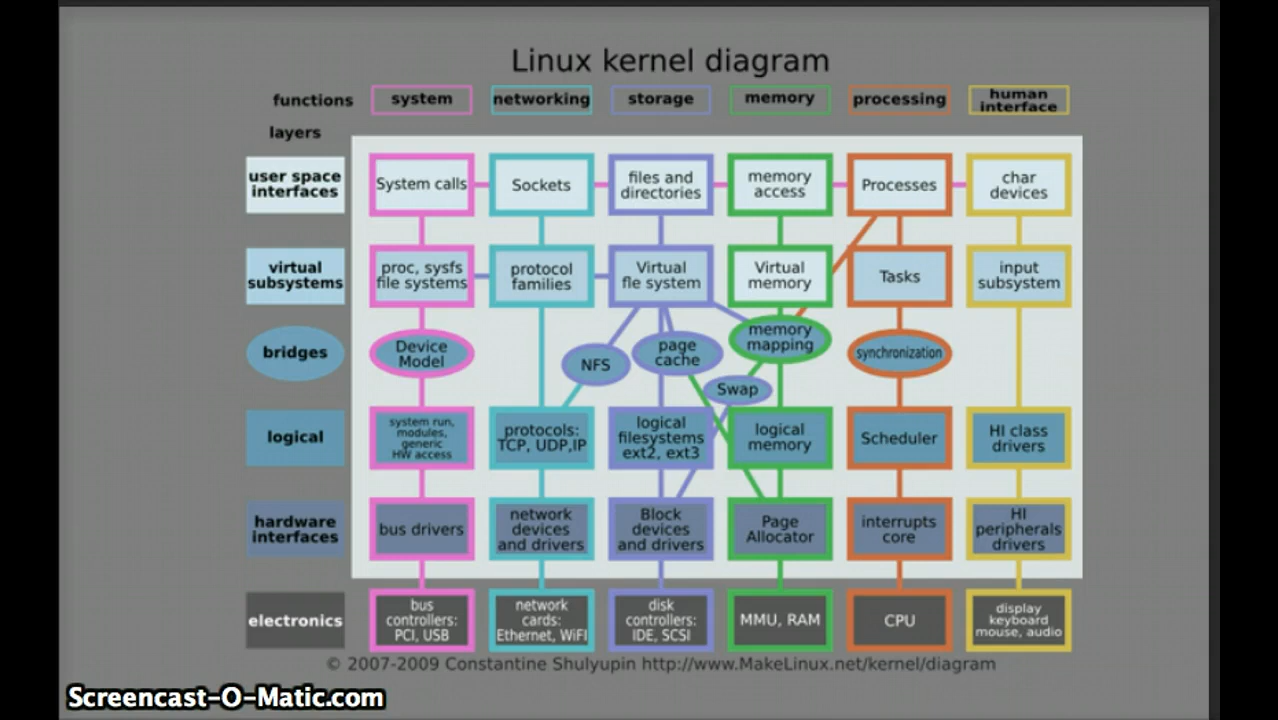 Linux kernel diagram
functions
system
networking
storage
memory
processing
human
interface
layers
user space
interfaces
System calls
Sockets
files and
directories
memory
access
Processes
char
devices
virtual
subsystems
proc, sysfs
file systems
protocol
families
Virtual
fle system
Virtual
memory
Tasks
input
subsystem
bridges
Device
Model
NFS
page
cache
memory
mapping
Swap
synchronization
logical
system run,
modules,
generic
HW access
protocols:
TCP, UDP,IP
logical
filesystems
ext2, ext3
logical
memory
Scheduler
HI class
drivers
hardware
interfaces
bus drivers
network
devices
and drivers
Block
devices
and drivers
Page
Allocator
interrupts
core
HI
peripherals
drivers
electronics
bus
controllers:
PCI, USB
network
cards:
Ethernet, WiFI
disk
controllers:
IDE, SCSI
MMU, RAM
CPU
display
keyboard
mouse, audio
© 2007-2009 Constantine Shulyupin http://www.MakeLinux.net/kernel/diagram
Screencast-O-Matic.com